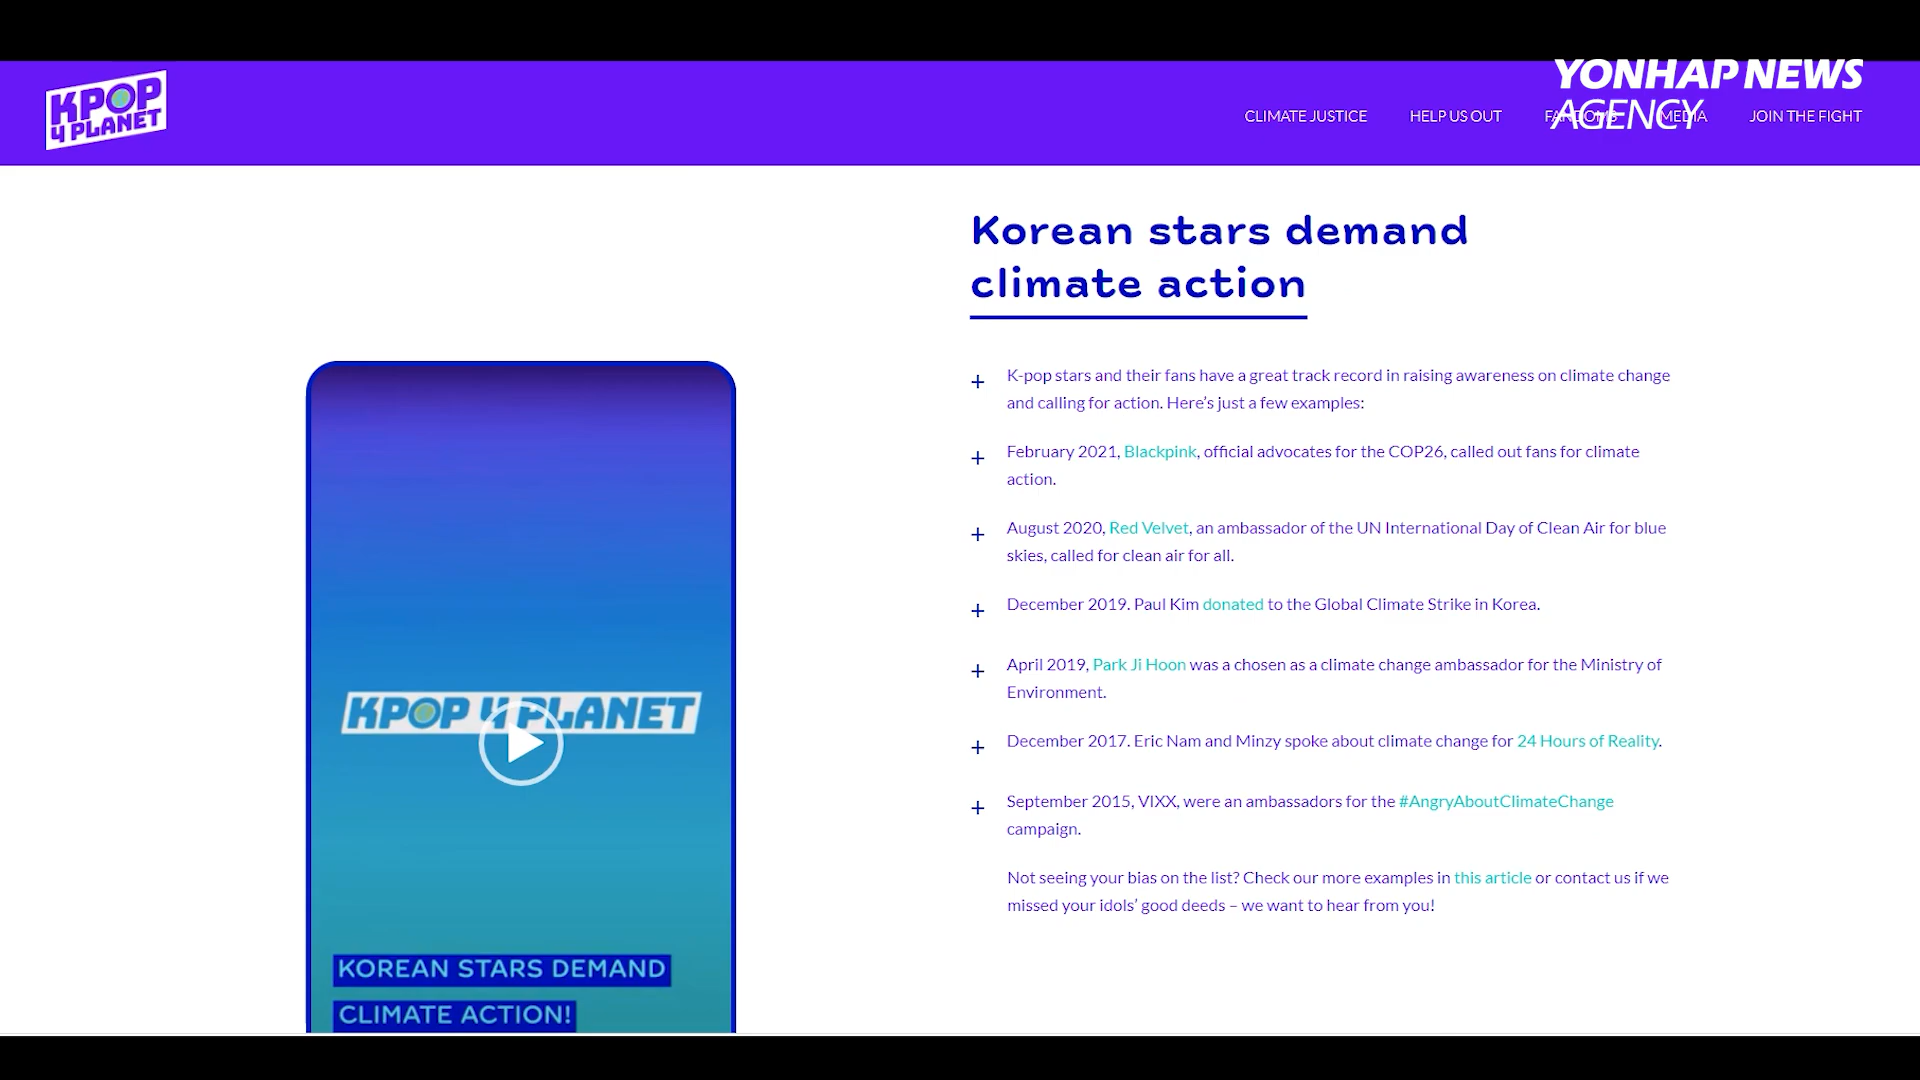 KPOP
4 PLANET
YONHAP NEWS
AGENCY
CLIMATE JUSTICE
HELP US OUT
FANDOMS
MEDIA
JOIN THE FIGHT
Korean stars demand
climate action
+ K-pop stars and their fans have a great track record in raising awareness on climate change
and calling for action. Here’s just a few examples:
+ February 2021, Blackpink, official advocates for the COP26, called out fans for climate
action.
+ August 2020, Red Velvet, an ambassador of the UN International Day of Clean Air for blue
skies, called for clean air for all.
+ December 2019. Paul Kim donated to the Global Climate Strike in Korea.
+ April 2019, Park Ji Hoon was a chosen as a climate change ambassador for the Ministry of
Environment.
+ December 2017. Eric Nam and Minzy spoke about climate change for 24 Hours of Reality.
+ September 2015, VIXX, were an ambassadors for the #AngryAboutClimateChange
campaign.
Not seeing your bias on the list? Check our more examples in this article or contact us if we
missed your idols’ good deeds – we want to hear from you!
KPOP 4 PLANET
KOREAN STARS DEMAND
CLIMATE ACTION!